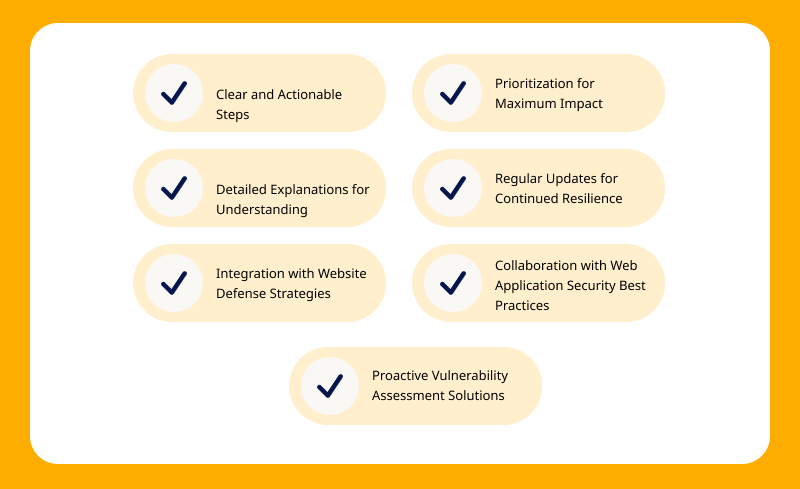 Clear and Actionable
Steps
Prioritization for
Maximum Impact
Detailed Explanations for
Understanding
Regular Updates for
Continued Resilience
Integration with Website
Defense Strategies
Collaboration with Web
Application Security Best
Practices
Proactive Vulnerability
Assessment Solutions